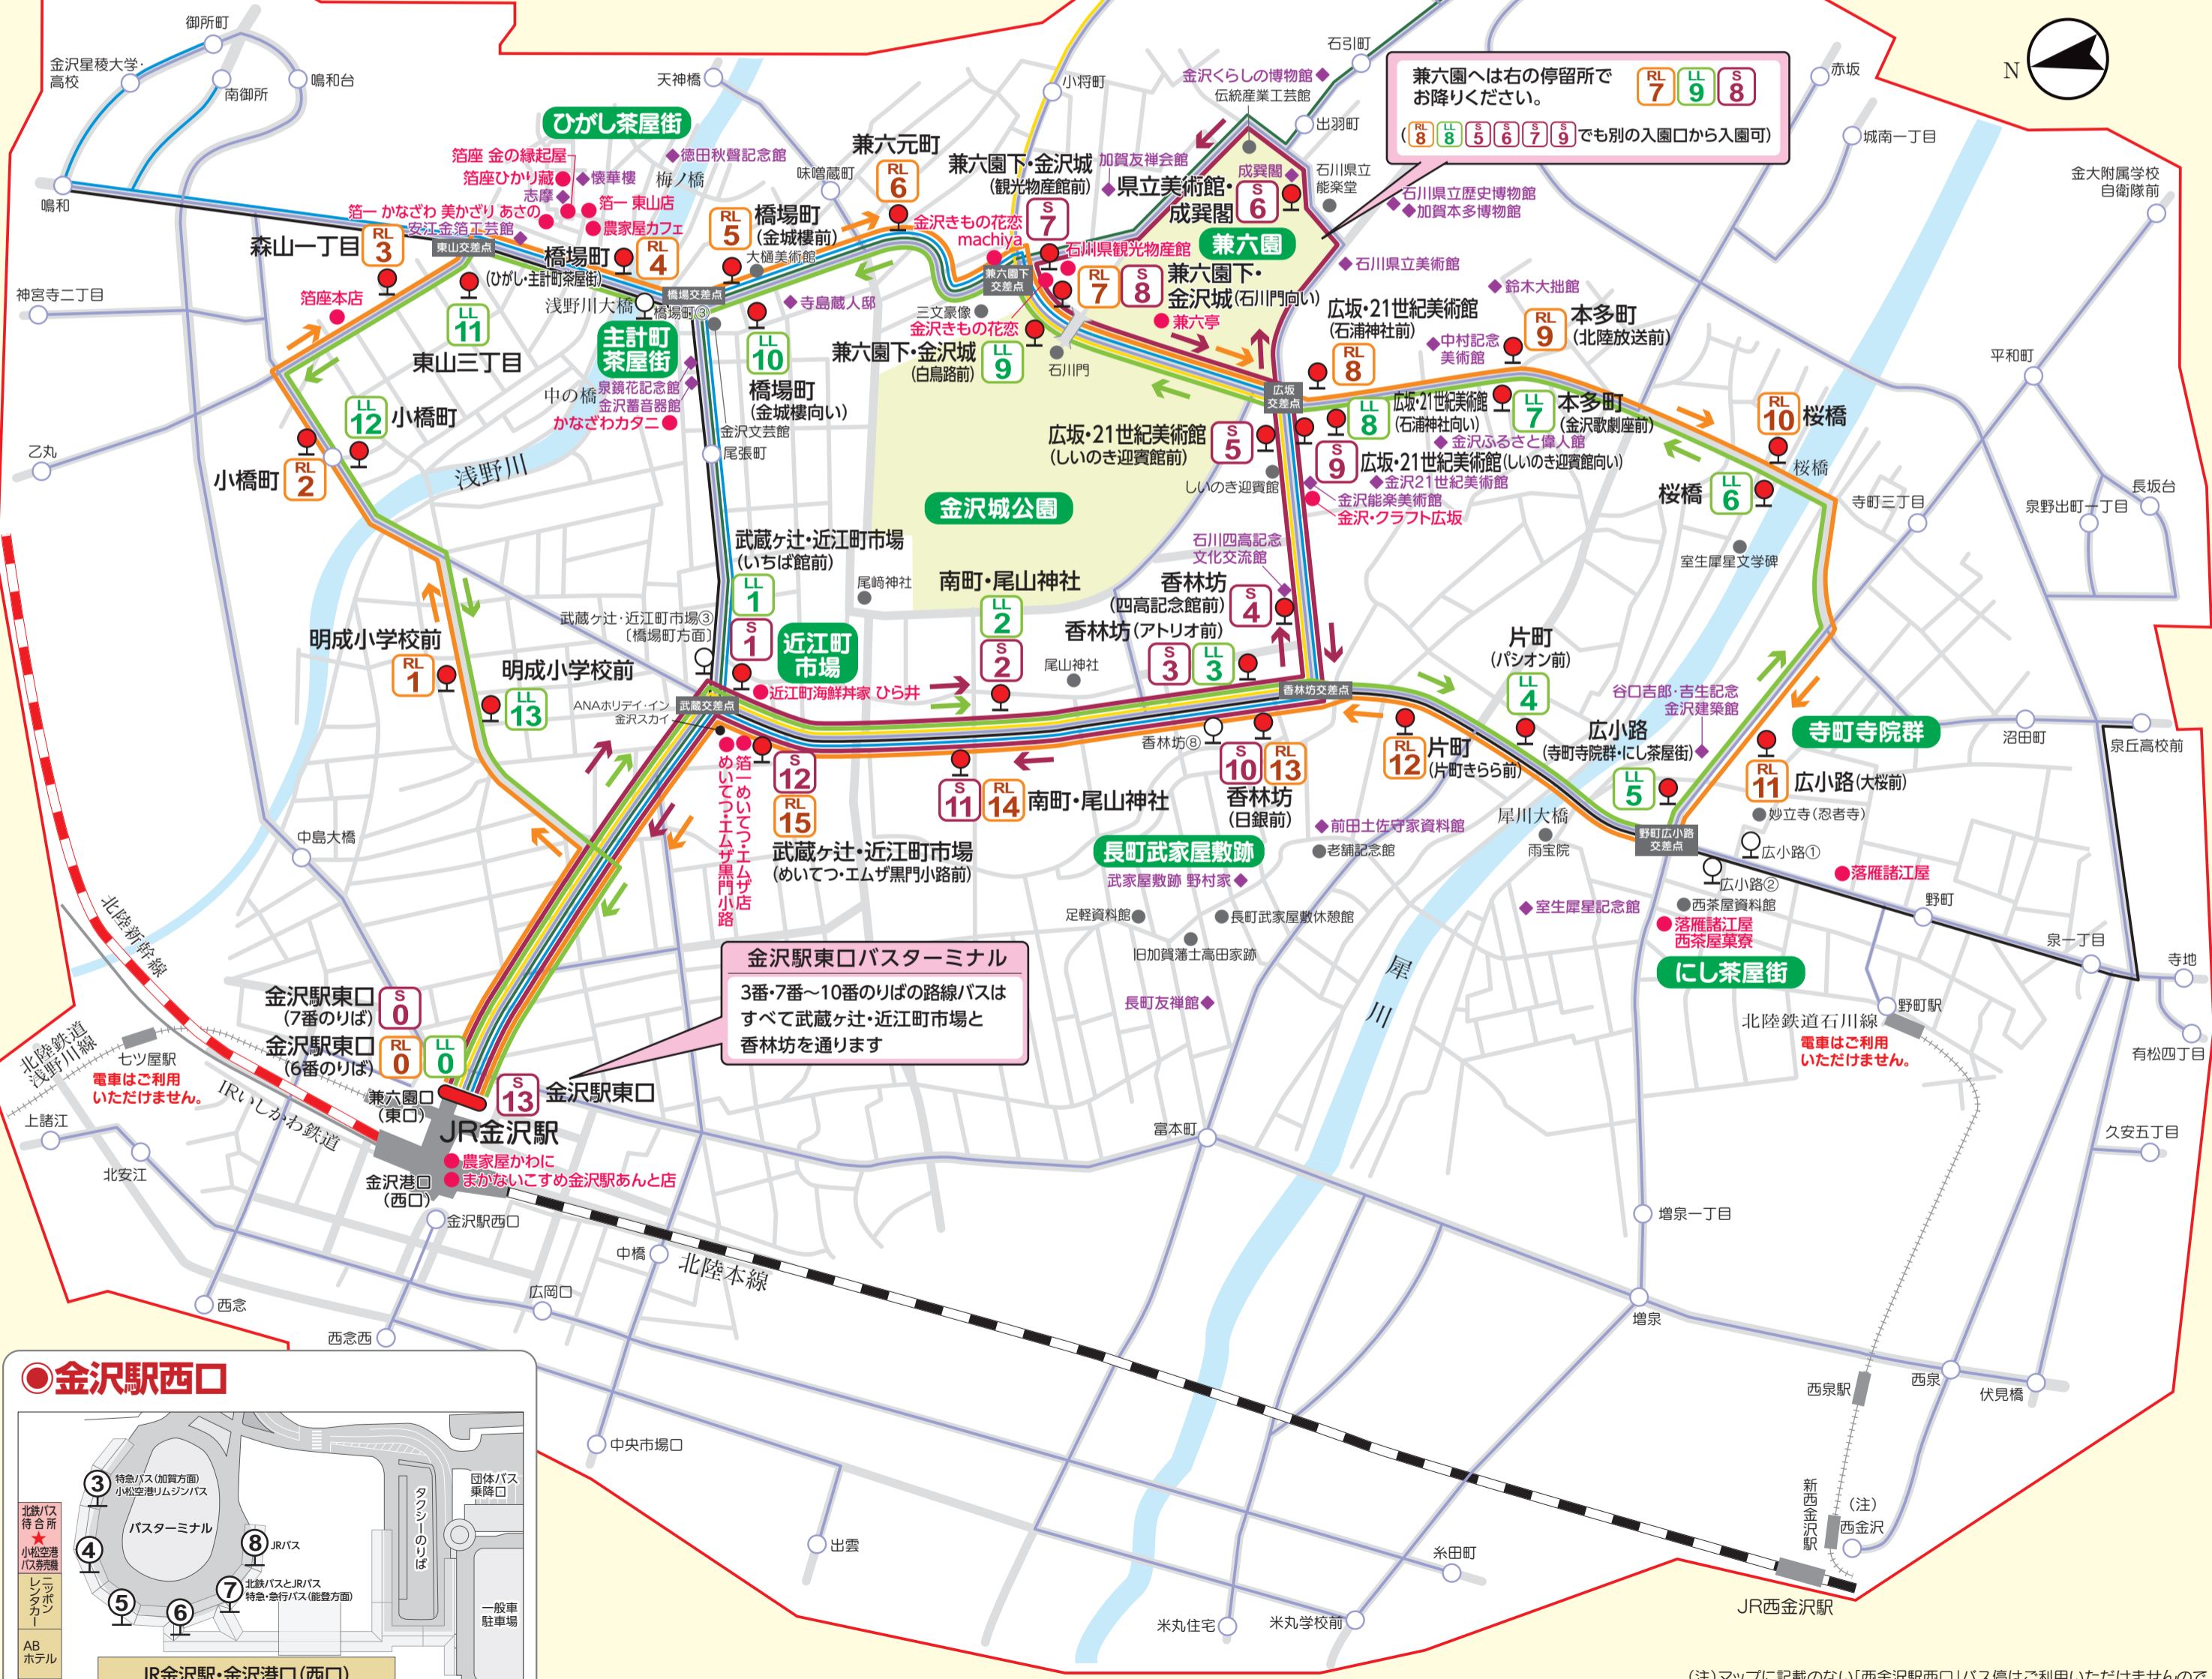 御所町
金沢星稜大学・
高校
南御所
鳴和台
鳴和
天神橋
小将町
金沢くらしの博物館
伝統産業工芸館
石引町
出羽町
兼六園へは右の停留所で
お降りください。
RL 7
LL 9
S 8
(RL 8 LL 8 S 5 S 6 S 7 S 9 でも別の入園口から入園可)
赤坂
城南一丁目
金大附属学校
自衛隊前
N
ひがし茶屋街
箔座 金の縁起屋
箔座ひかり藏
懐華樓
志摩
箔一 かなざわ 美かざり あさの
箔一 東山店
安江金箔工芸館
農家屋カフェ
徳田秋聲記念館
梅ノ橋
味噌蔵町
兼六元町
RL 6
兼六園下・金沢城
(観光物産館前)
S 7
加賀友禅会館
県立美術館・
成巽閣
S 6
成巽閣
石川県立
能楽堂
石川県立歴史博物館
加賀本多博物館
兼六園
石川県立美術館
森山一丁目
RL 3
東山交差点
橋場町
(ひがし・主計町茶屋街)
RL 4
RL 5
橋場町
(金城樓前)
大樋美術館
金沢きもの花恋
machiya
石川県観光物産館
兼六園下
交差点
RL 7
S 8
兼六園下・
金沢城(石川門向い)
兼六亭
神宮寺二丁目
箔座本店
LL 11
東山三丁目
浅野川大橋
橋場交差点
橋場町③
寺島蔵人邸
三文豪像
金沢きもの花恋
兼六園下・金沢城
(白鳥路前)
LL 9
石川門
主計町
茶屋街
中の橋
泉鏡花記念館
金沢蓄音器館
かなざわカタニ
LL 10
橋場町
(金城樓向い)
金沢文芸館
尾張町
広坂・21世紀美術館
(石浦神社前)
RL 8
広坂
交差点
鈴木大拙館
中村記念
美術館
RL 9
本多町
(北陸放送前)
平和町
LL 8
広坂・21世紀美術館
(石浦神社向い)
LL 7
本多町
(金沢歌劇座前)
RL 10
桜橋
桜橋
金沢ふるさと偉人館
S 9
広坂・21世紀美術館(しいのき迎賓館向い)
金沢21世紀美術館
金沢能楽美術館
金沢・クラフト広坂
広坂・21世紀美術館
(しいのき迎賓館前)
S 5
しいのき迎賓館
桜橋
LL 6
寺町三丁目
長坂台
泉野出町一丁目
室生犀星文学碑
乙丸
LL 12
小橋町
小橋町
RL 2
浅野川
金沢城公園
石川四高記念
文化交流館
武蔵ヶ辻・近江町市場
(いちば館前)
LL 1
S 1
尾﨑神社
近江町
市場
武蔵ヶ辻・近江町市場③
〔橋場町方面〕
南町・尾山神社
LL 2
S 2
尾山神社
香林坊
(四高記念館前)
S 4
香林坊(アトリオ前)
S 3
LL 3
香林坊交差点
明成小学校前
RL 1
明成小学校前
LL 13
近江町海鮮丼家 ひら井
ANAホリデイ・イン
金沢スカイ
武蔵交差点
箔一 めいてつ・エムザ店
めいてつ・エムザ黒門小路
S 12
RL 15
武蔵ヶ辻・近江町市場
(めいてつ・エムザ黒門小路前)
S 11
RL 14
南町・尾山神社
香林坊⑧
S 10
RL 13
香林坊
(日銀前)
片町
(パシオン前)
LL 4
RL 12
片町
(片町きらら前)
谷口吉郎・吉生記念
金沢建築館
広小路
(寺町寺院群・にし茶屋街)
LL 5
寺町寺院群
RL 11
広小路(大桜前)
妙立寺(忍者寺)
沼田町
泉丘高校前
犀川大橋
雨宝院
野町広小路
交差点
広小路①
広小路②
落雁諸江屋
西茶屋資料館
落雁諸江屋
西茶屋菓寮
にし茶屋街
室生犀星記念館
野町
泉一丁目
寺地
有松四丁目
野町駅
北陸鉄道石川線
電車はご利用
いただけません。
久安五丁目
中島大橋
長町武家屋敷跡
前田土佐守家資料館
老舗記念館
武家屋敷跡 野村家
足軽資料館
長町武家屋敷休憩館
旧加賀藩士高田家跡
長町友禅館
犀川
金沢駅東口バスターミナル
3番・7番～10番のりばの路線バスは
すべて武蔵ヶ辻・近江町市場と
香林坊を通ります
北陸新幹線
金沢駅東口
(7番のりば)
S 0
金沢駅東口
(6番のりば)
RL 0
LL 0
S 13
金沢駅東口
兼六園口
(東口)
JR金沢駅
農家屋かわに
まかないこすめ金沢駅あんと店
金沢港口
(西口)
金沢駅西口
北陸鉄道
浅野川線
七ツ屋駅
電車はご利用
いただけません。
IRいしかわ鉄道
上諸江
北安江
西念
西念西
広岡口
中橋
北陸本線
富本町
増泉一丁目
増泉
西泉駅
西泉
伏見橋
新西金沢駅
(注)
西金沢
JR西金沢駅
中央市場口
出雲
糸田町
米丸住宅
米丸学校前
金沢駅西口
③
特急バス(加賀方面)
小松空港リムジンバス
バスターミナル
タクシーのりば
団体バス
乗降口
北鉄バス
待合所
★
小松空港
バス券売機
④
⑧
JRバス
ニッポン
レンタカー
⑤
⑥
⑦
北鉄バスとJRバス
特急・急行バス(能登方面)
一般車
駐車場
AB
ホテル
JR金沢駅・金沢港口(西口)
(注)マップに記載のない「西金沢駅西口」バス停はご利用いただけませんので